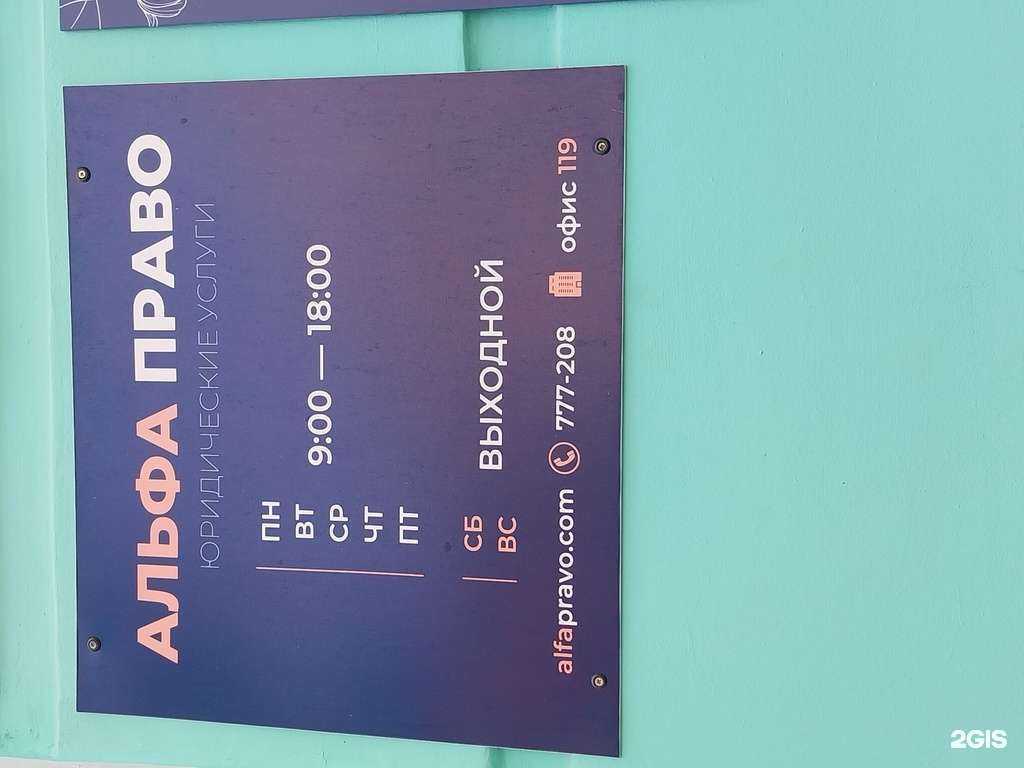 АЛЬФА ПРАВО
ЮРИДИЧЕСКИЕ УСЛУГИ
ПН
ВТ
9:00 — 18:00
СР
ЧТ
ПТ
СБ
ВЫХОДНОЙ
ВС
alfapravo.com 777-208 офис 119
2GIS